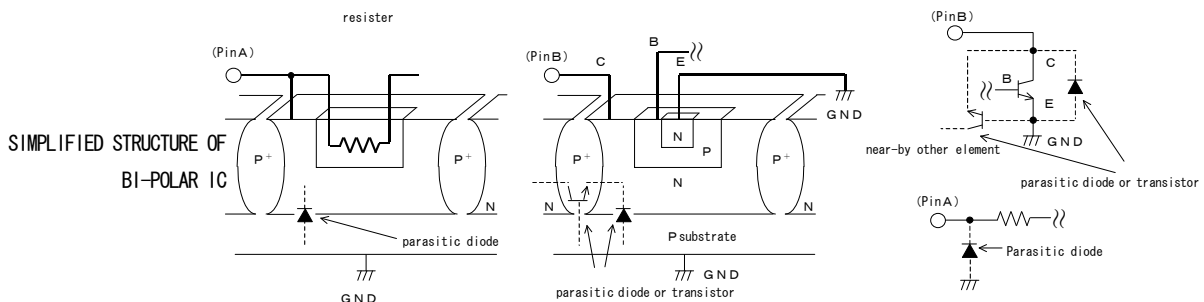 resister
(PinA)
P+
P+
N
parasitic diode
GND
SIMPLIFIED STRUCTURE OF
BI-POLAR IC
(PinB)
C
B
E
GND
N
P
P+
P+
N
N
N
P substrate
GND
parasitic diode or transistor
(PinB)
C
B
E
GND
near-by other element
parasitic diode or transistor
(PinA)
Parasitic diode